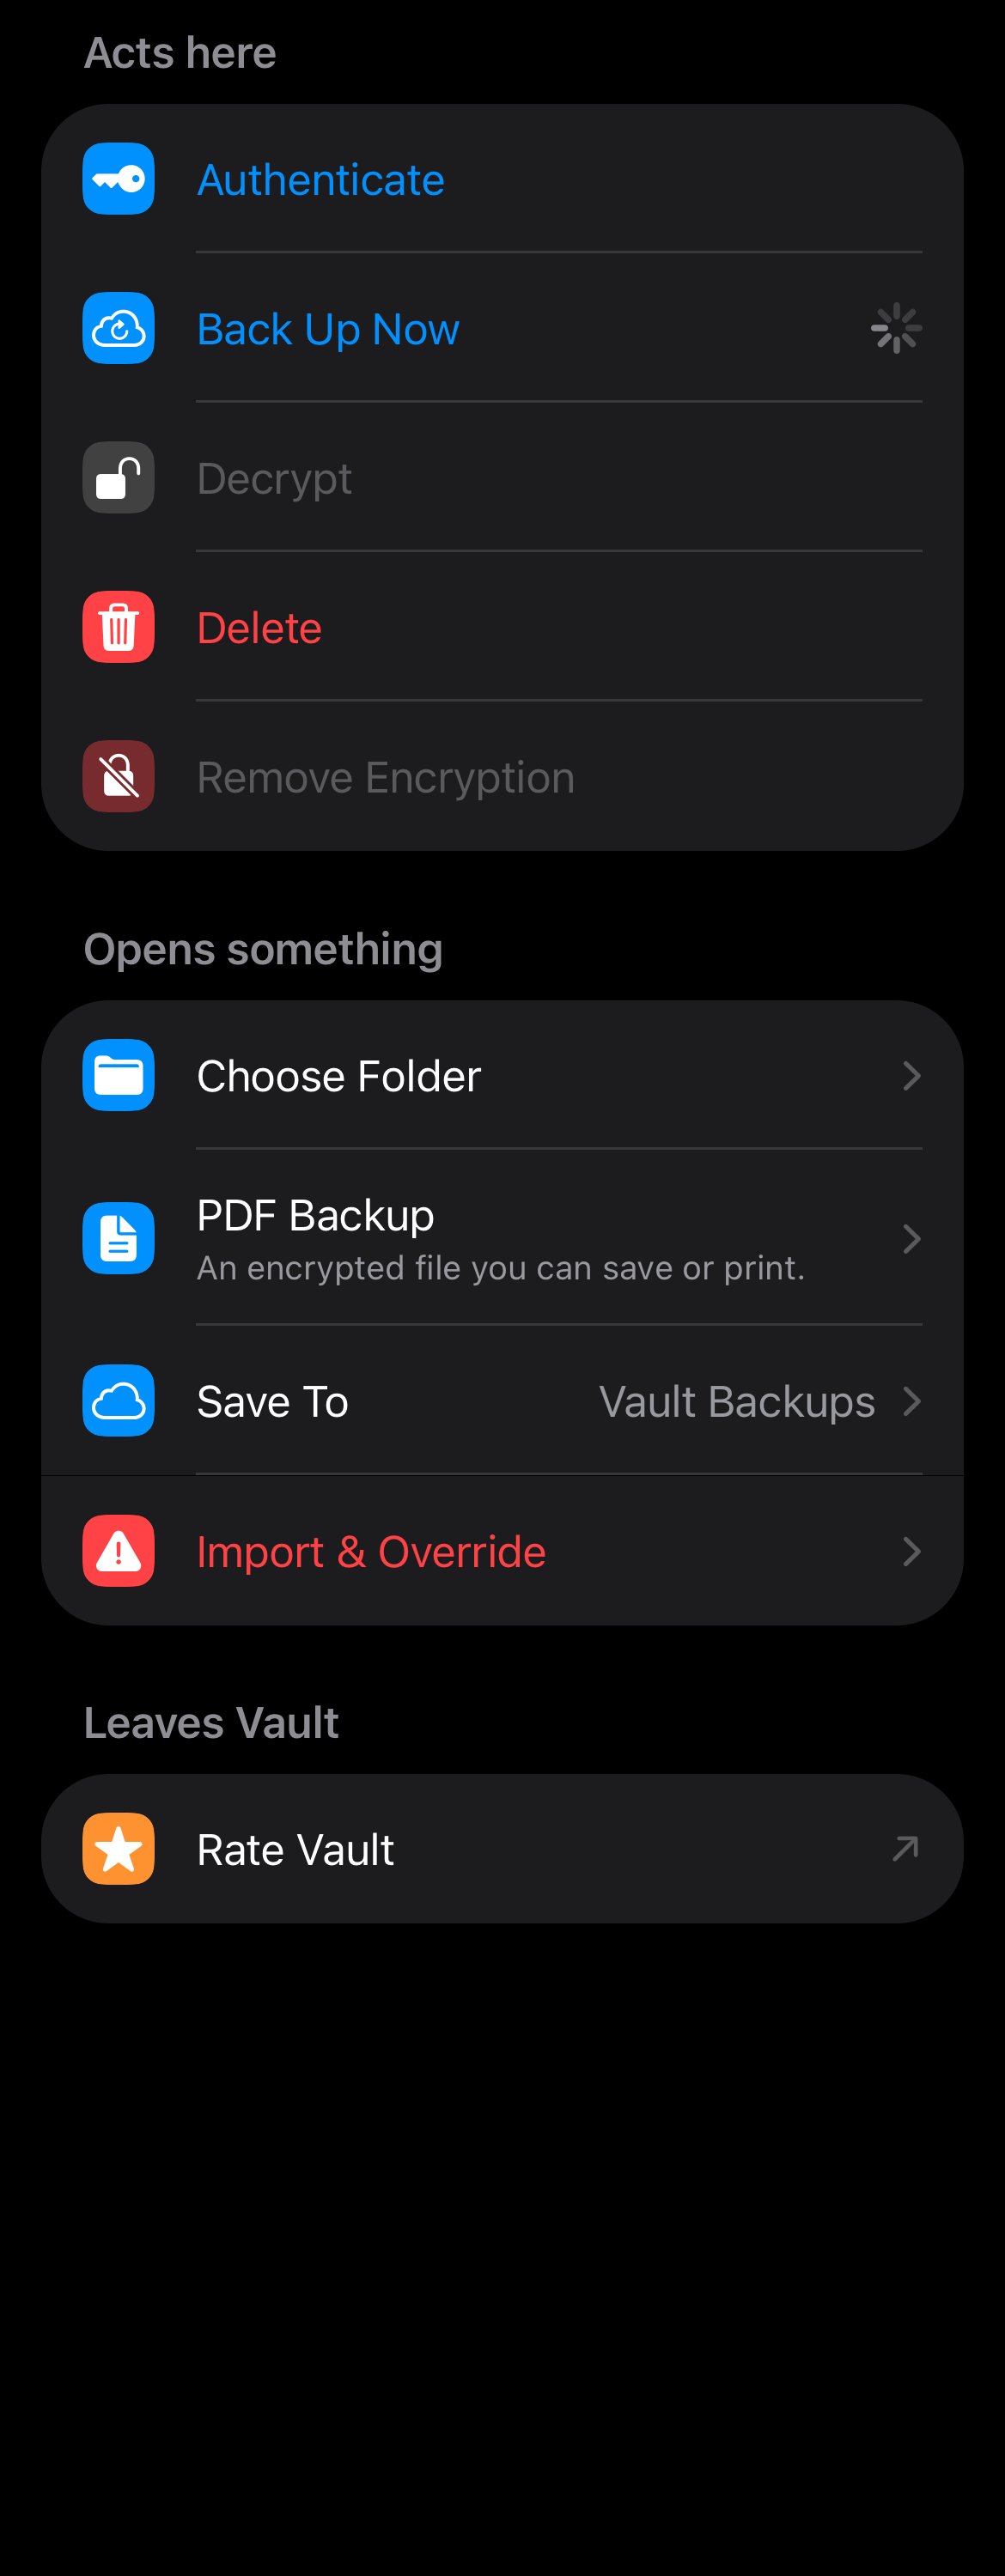 Acts here
Authenticate
Back Up Now
Decrypt
Delete
Remove Encryption
Opens something
Choose Folder
PDF Backup
An encrypted file you can save or print.
Save To Vault Backups
Import & Override
Leaves Vault
Rate Vault